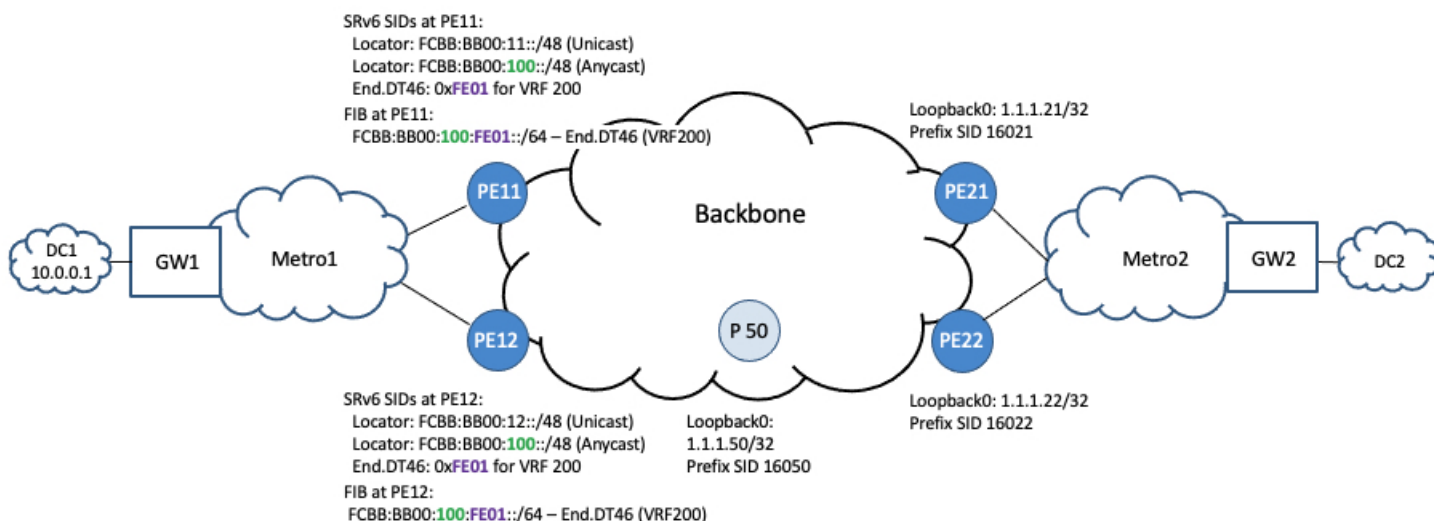 SRv6 SIDs at PE11:
Locator: FCBB:BB00:11::/48 (Unicast)
Locator: FCBB:BB00:100::/48 (Anycast)
End.DT46: 0xFE01 for VRF 200
FIB at PE11:
FCBB:BB00:100:FE01::/64 – End.DT46 (VRF200)
Loopback0: 1.1.1.21/32
Prefix SID 16021
PE11
PE21
Backbone
DC1
10.0.0.1
GW1
Metro1
Metro2
GW2
DC2
PE12
P 50
PE22
SRv6 SIDs at PE12:
Locator: FCBB:BB00:12::/48 (Unicast)
Locator: FCBB:BB00:100::/48 (Anycast)
End.DT46: 0xFE01 for VRF 200
FIB at PE12:
FCBB:BB00:100:FE01::/64 – End.DT46 (VRF200)
Loopback0:
1.1.1.50/32
Prefix SID 16050
Loopback0: 1.1.1.22/32
Prefix SID 16022